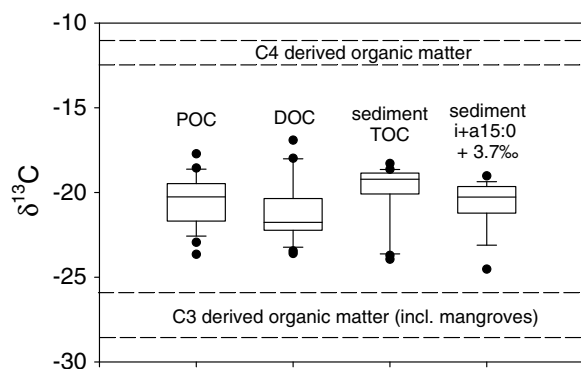 -10
C4 derived organic matter
-15
POC
DOC
sediment
TOC
sediment
i+a15:0
+ 3.7‰
δ¹³C
-20
-25
C3 derived organic matter (incl. mangroves)
-30